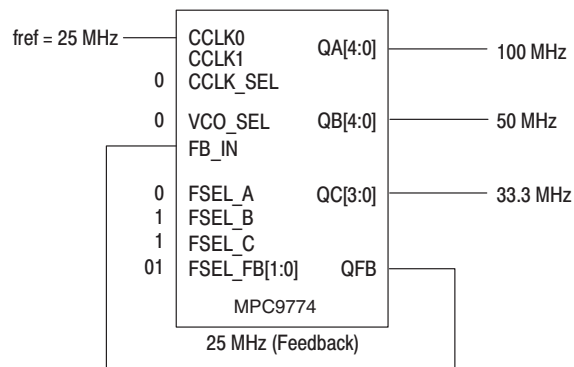 fref = 25 MHz CCLK0 QA[4:0] 100 MHz
CCLK1
0 CCLK_SEL
0 VCO_SEL QB[4:0] 50 MHz
FB_IN
0 FSEL_A QC[3:0] 33.3 MHz
1 FSEL_B
1 FSEL_C
01 FSEL_FB[1:0] QFB
MPC9774
25 MHz (Feedback)